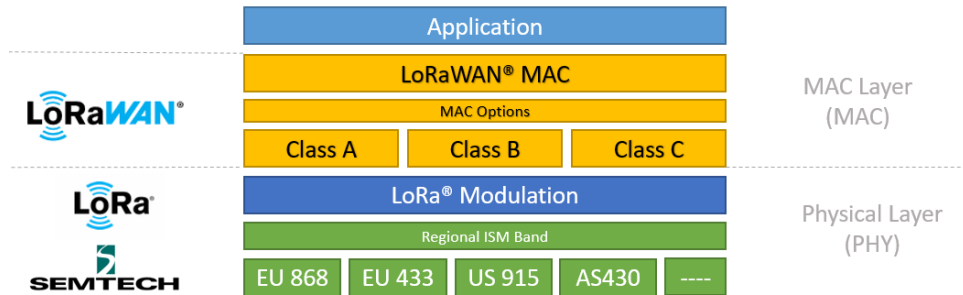 Application
LoRaWAN® MAC
MAC Options
Class A Class B Class C
LoRaWAN®
MAC Layer
(MAC)
LoRa® Modulation
Regional ISM Band
EU 868 EU 433 US 915 AS430 ----
LoRa®
SEMTECH
Physical Layer
(PHY)